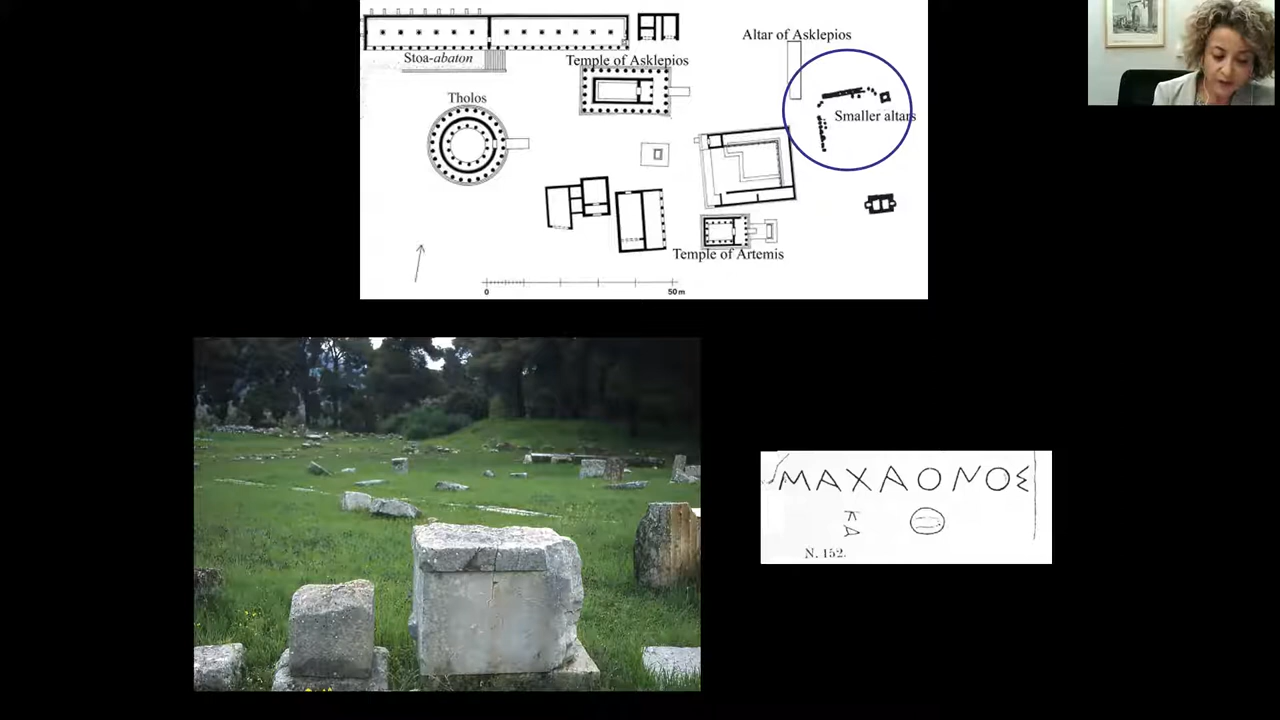 Altar of Asklepios
Stoa-abaton
Temple of Asklepios
Tholos
Smaller altars
Temple of Artemis
0
50 m
ΜΑΧΑΟΝΟΣ
N. 152.